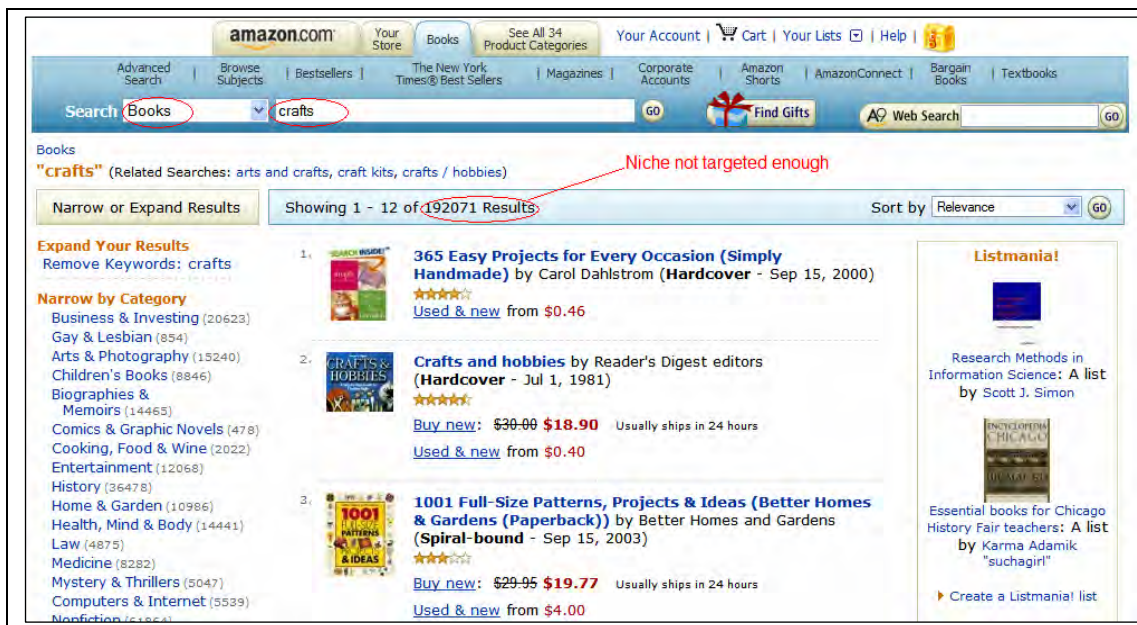 amazon.com
Your Store
Books
See All 34 Product Categories
Your Account | Cart | Your Lists | Help |
Advanced Search | Browse Subjects | Bestsellers | The New York Times® Best Sellers | Magazines | Corporate Accounts | Amazon Shorts | AmazonConnect | Bargain Books | Textbooks
Search Books crafts GO Find Gifts A9 Web Search GO
Books
Niche not targeted enough
"crafts" (Related Searches: arts and crafts, craft kits, crafts / hobbies)
Narrow or Expand Results
Showing 1 - 12 of 192071 Results
Sort by Relevance GO
Expand Your Results
Remove Keywords: crafts
Narrow by Category
Business & Investing (20623)
Gay & Lesbian (854)
Arts & Photography (15240)
Children's Books (8846)
Biographies &
Memoirs (14465)
Comics & Graphic Novels (478)
Cooking, Food & Wine (2022)
Entertainment (12068)
History (36478)
Home & Garden (10986)
Health, Mind & Body (14441)
Law (4875)
Medicine (8282)
Mystery & Thrillers (5047)
Computers & Internet (5539)
1.
SEARCH INSIDE!
365 Easy Projects for Every Occasion (Simply
Handmade) by Carol Dahlstrom (Hardcover - Sep 15, 2000)
Used & new from $0.46
2.
CRAFTS &
HOBBIES
Crafts and hobbies by Reader's Digest editors
(Hardcover - Jul 1, 1981)
Buy new: $30.00 $18.90 Usually ships in 24 hours
Used & new from $0.40
3.
1001
FULL-SIZE
PATTERNS
& IDEAS
1001 Full-Size Patterns, Projects & Ideas (Better Homes
& Gardens (Paperback)) by Better Homes and Gardens
(Spiral-bound - Sep 15, 2003)
Buy new: $29.95 $19.77 Usually ships in 24 hours
Used & new from $4.00
Listmania!
Research Methods in
Information Science: A list
by Scott J. Simon
ENCYCLOPEDIA
CHICAGO
Essential books for Chicago
History Fair teachers: A list
by Karma Adamik
"suchagirl"
Create a Listmania! list